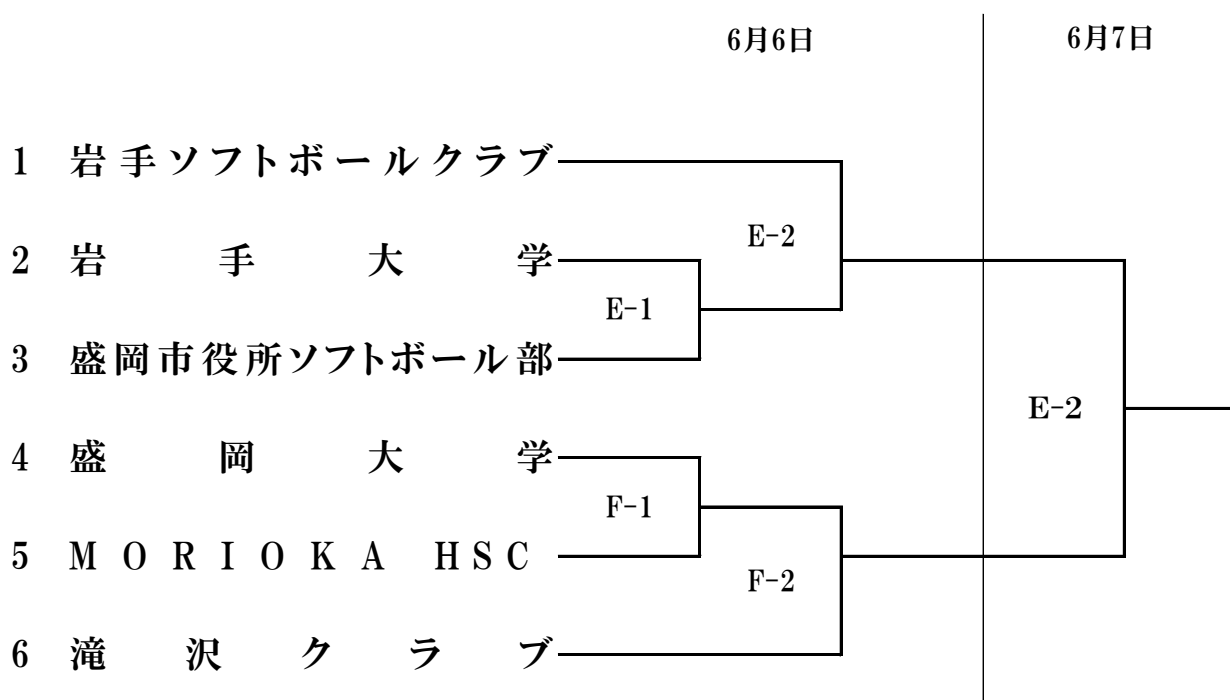 6月6日 6月7日
1 岩手ソフトボールクラブ
E-2
2 岩手大学
E-1
3 盛岡市役所ソフトボール部
E-2
4 盛岡大学
F-1
5 MORIOKA HSC
F-2
6 滝沢クラブ